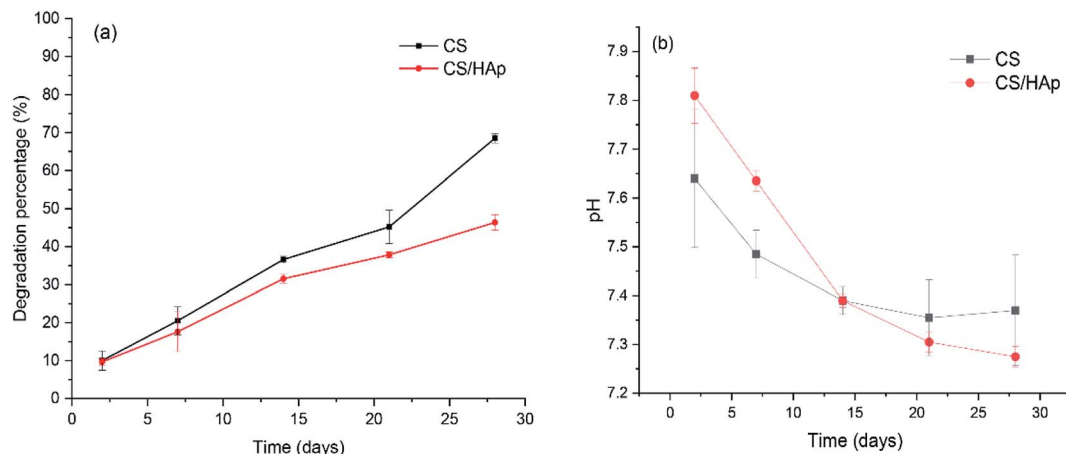 (a)
CS
CS/HAp
100
90
80
70
60
50
40
30
20
10
0
Degradation percentage (%)
0 5 10 15 20 25 30
Time (days)
(b)
CS
CS/HAp
7.9
7.8
7.7
7.6
7.5
7.4
7.3
7.2
pH
0 5 10 15 20 25 30
Time (days)